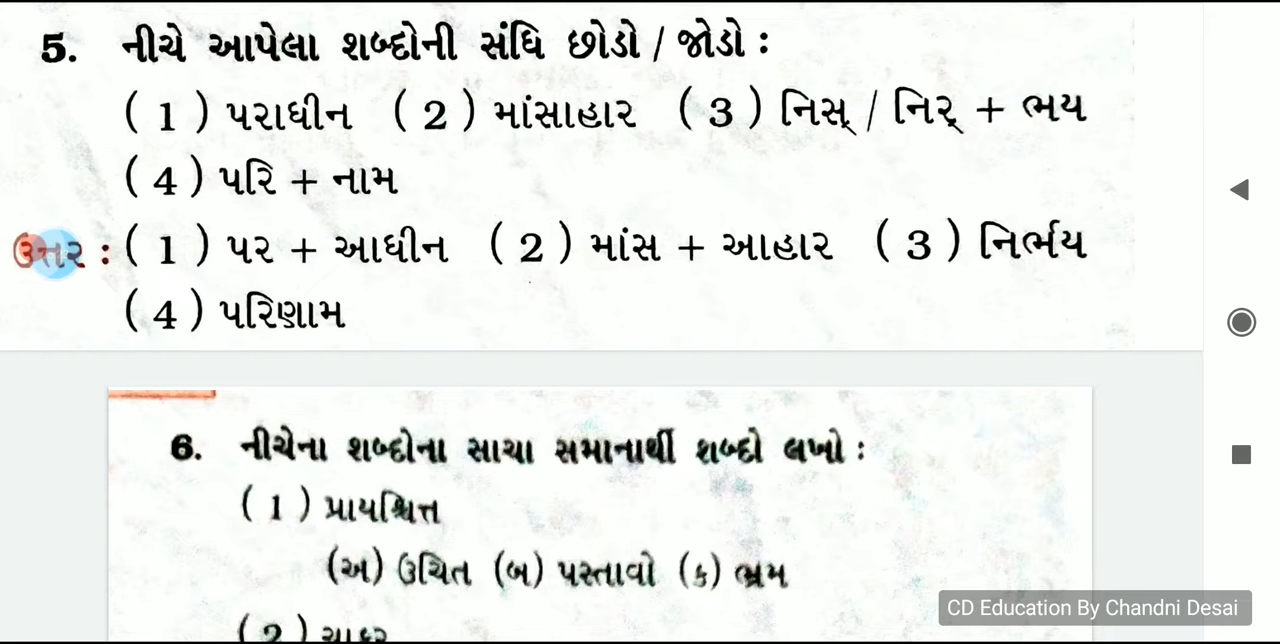 5. નીચે આપેલા શબ્દોની સંધિ છોડો / જોડો :
( 1 ) પરાધીન ( 2 ) માંસાહાર ( 3 ) નિસ્ / નિર્ + ભય
( 4 ) પરિ + નામ
ઉત્તર : ( 1 ) પર + આધીન ( 2 ) માંસ + આહાર ( 3 ) નિર્ભય
( 4 ) પરિણામ
6. નીચેના શબ્દોના સાચા સમાનાર્થી શબ્દો લખો :
( 1 ) પ્રાયશ્ચિત્ત
(અ) ઉચિત (બ) પસ્તાવો (ક) ભ્રમ
( 2 )
CD Education By Chandni Desai